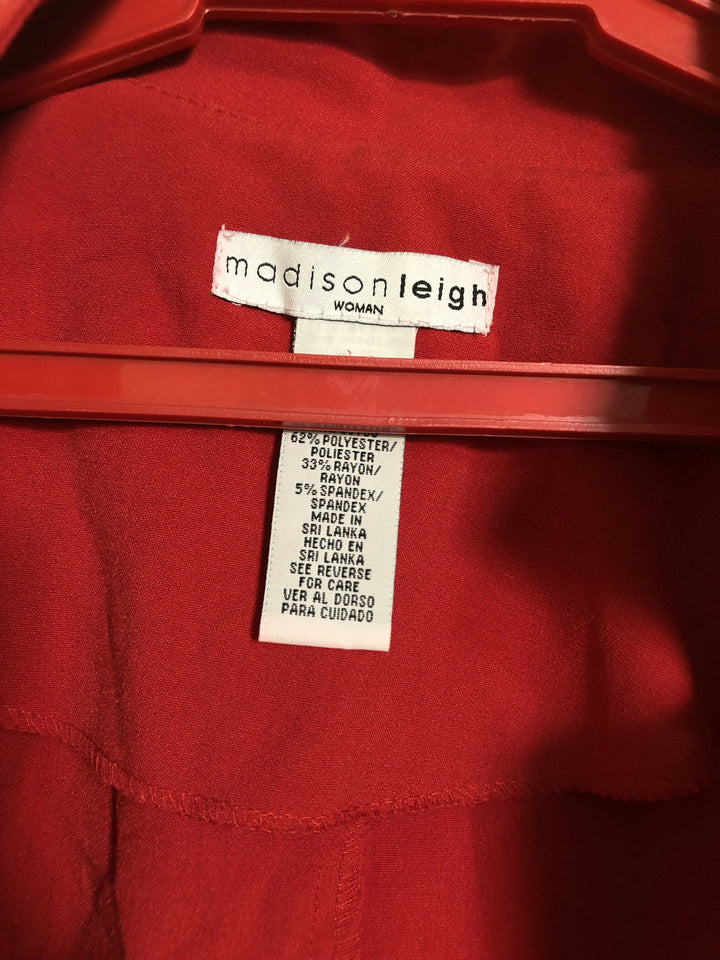 madisonleigh
WOMAN
62% POLYESTER/
POLIESTER
33% RAYON/
RAYON
5% SPANDEX/
SPANDEX
MADE IN
SRI LANKA
HECHO EN
SRI LANKA
SEE REVERSE
FOR CARE
VER AL DORSO
PARA CUIDADO